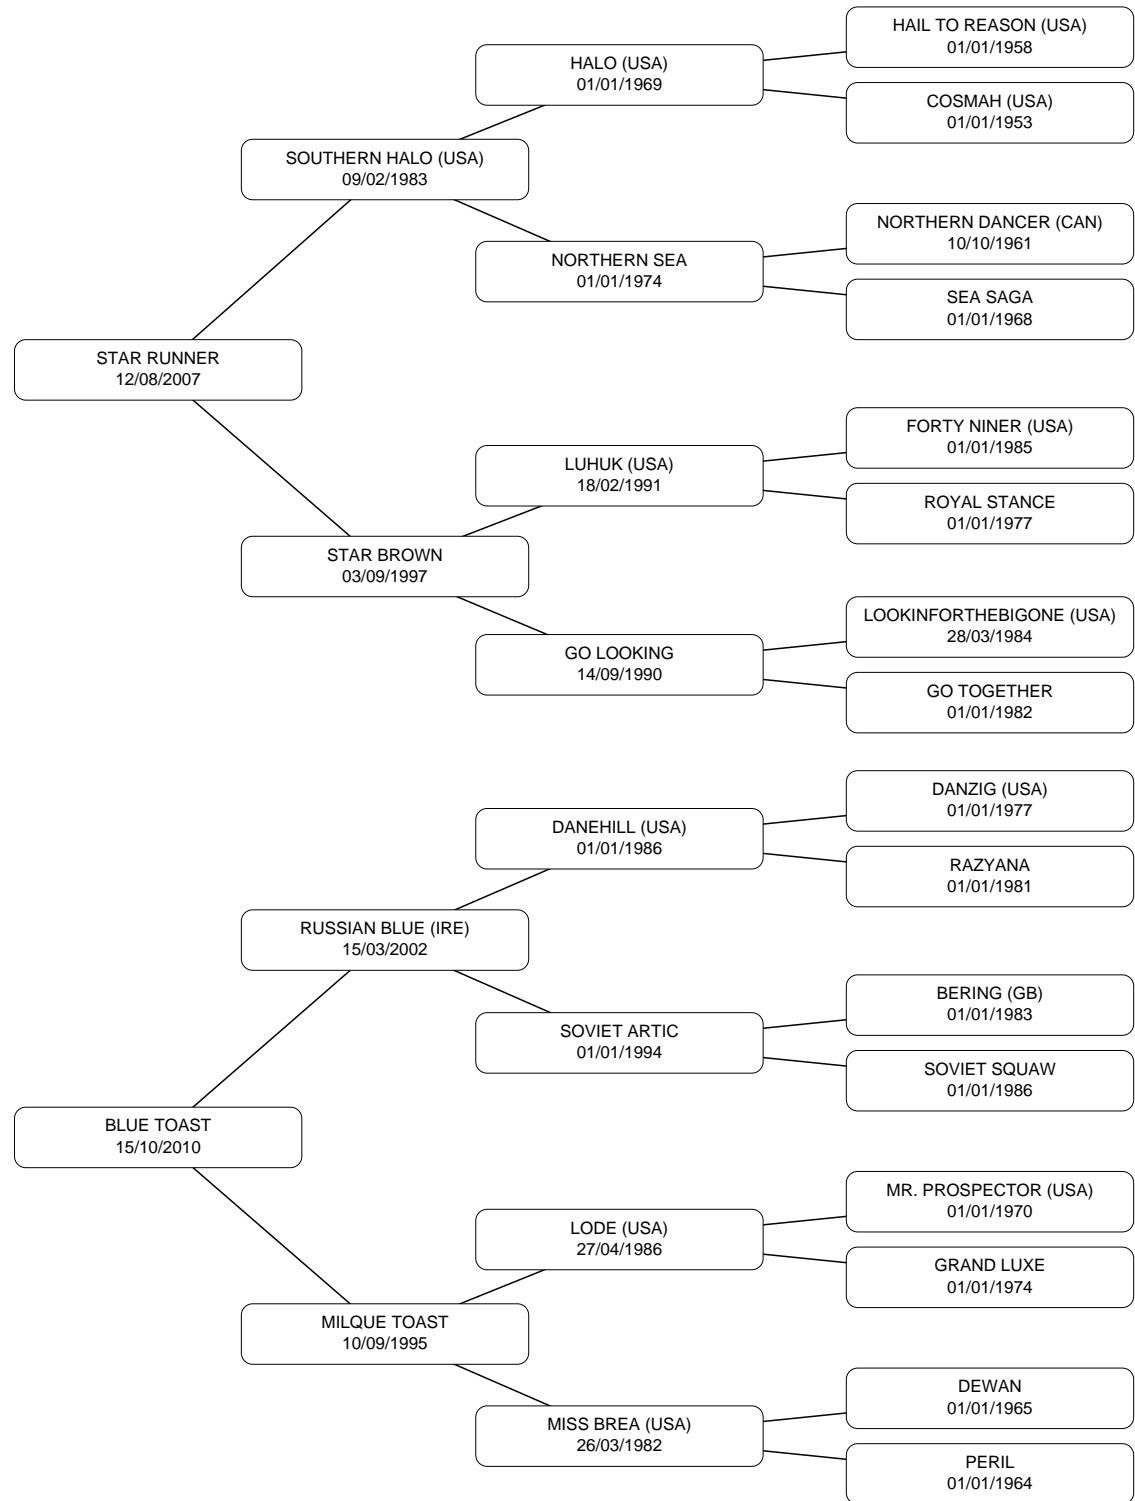 HAIL TO REASON (USA)
01/01/1958
HALO (USA)
01/01/1969
COSMAH (USA)
01/01/1953
SOUTHERN HALO (USA)
09/02/1983
NORTHERN DANCER (CAN)
10/10/1961
NORTHERN SEA
01/01/1974
SEA SAGA
01/01/1968
STAR RUNNER
12/08/2007
FORTY NINER (USA)
01/01/1985
LUHUK (USA)
18/02/1991
ROYAL STANCE
01/01/1977
STAR BROWN
03/09/1997
LOOKINFORTHEBIGONE (USA)
28/03/1984
GO LOOKING
14/09/1990
GO TOGETHER
01/01/1982
DANZIG (USA)
01/01/1977
DANEHILL (USA)
01/01/1986
RAZYANA
01/01/1981
RUSSIAN BLUE (IRE)
15/03/2002
BERING (GB)
01/01/1983
SOVIET ARTIC
01/01/1994
SOVIET SQUAW
01/01/1986
BLUE TOAST
15/10/2010
MR. PROSPECTOR (USA)
01/01/1970
LODE (USA)
27/04/1986
GRAND LUXE
01/01/1974
MILQUE TOAST
10/09/1995
DEWAN
01/01/1965
MISS BREA (USA)
26/03/1982
PERIL
01/01/1964